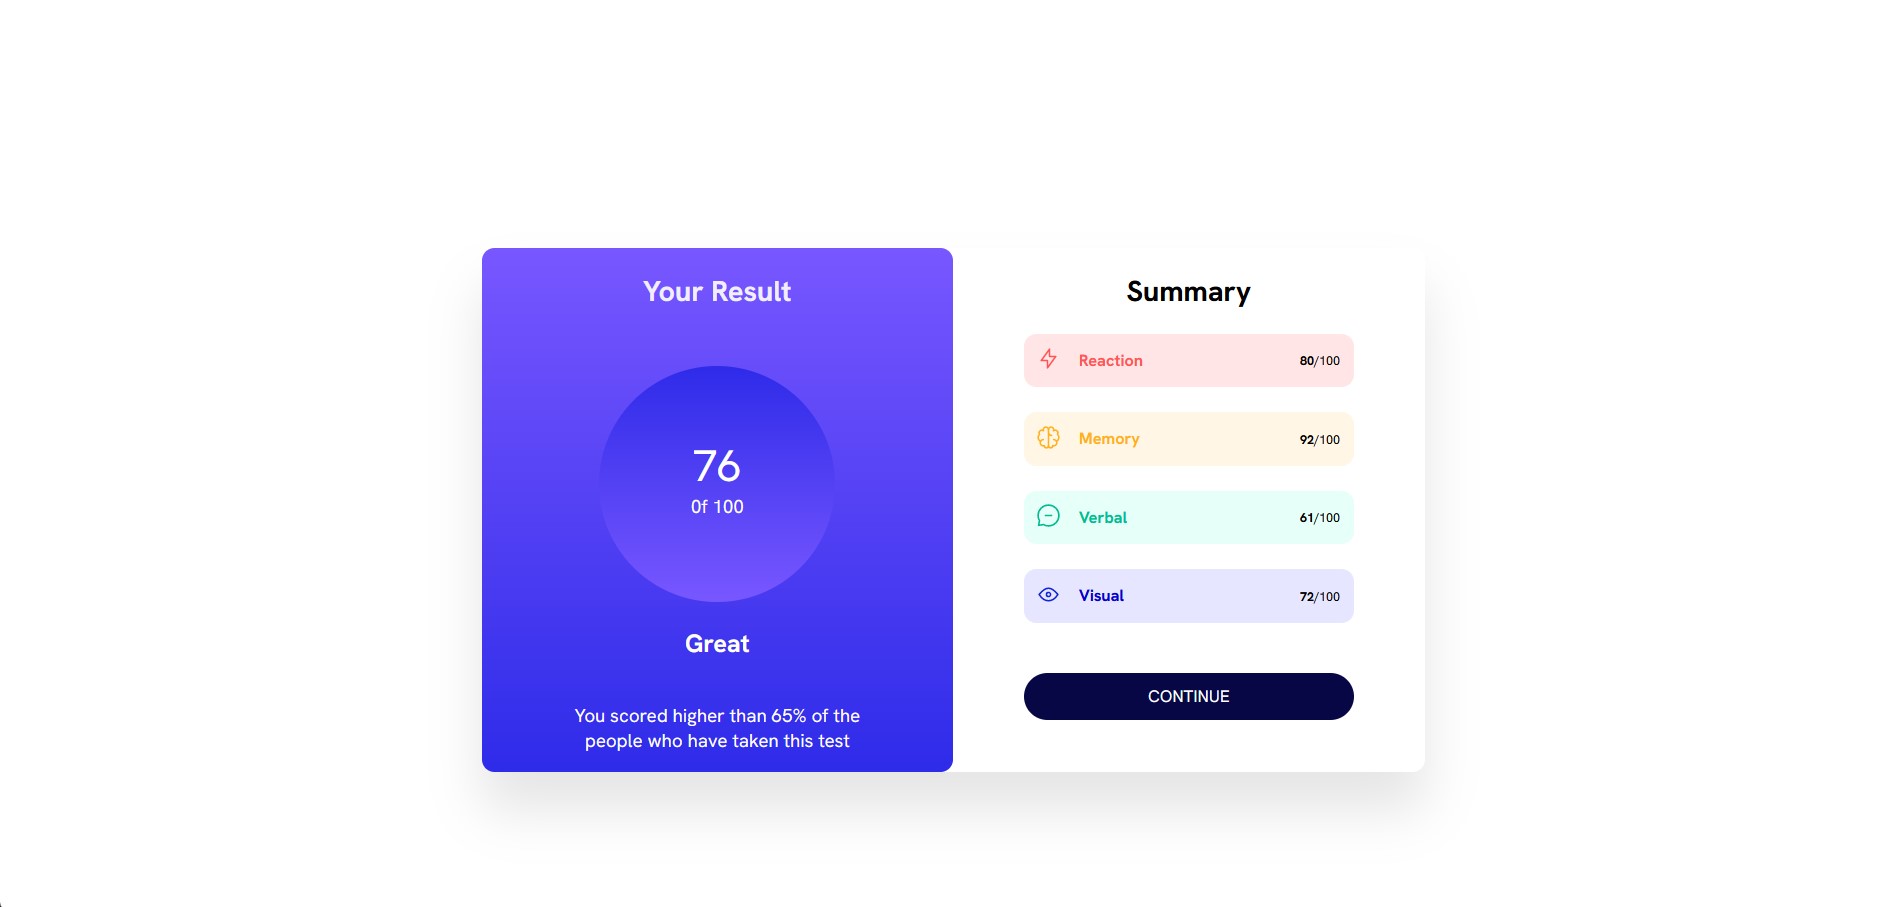 Your Result
76
0f 100
Great
You scored higher than 65% of the
people who have taken this test
Summary
Reaction 80/100
Memory 92/100
Verbal 61/100
Visual 72/100
CONTINUE